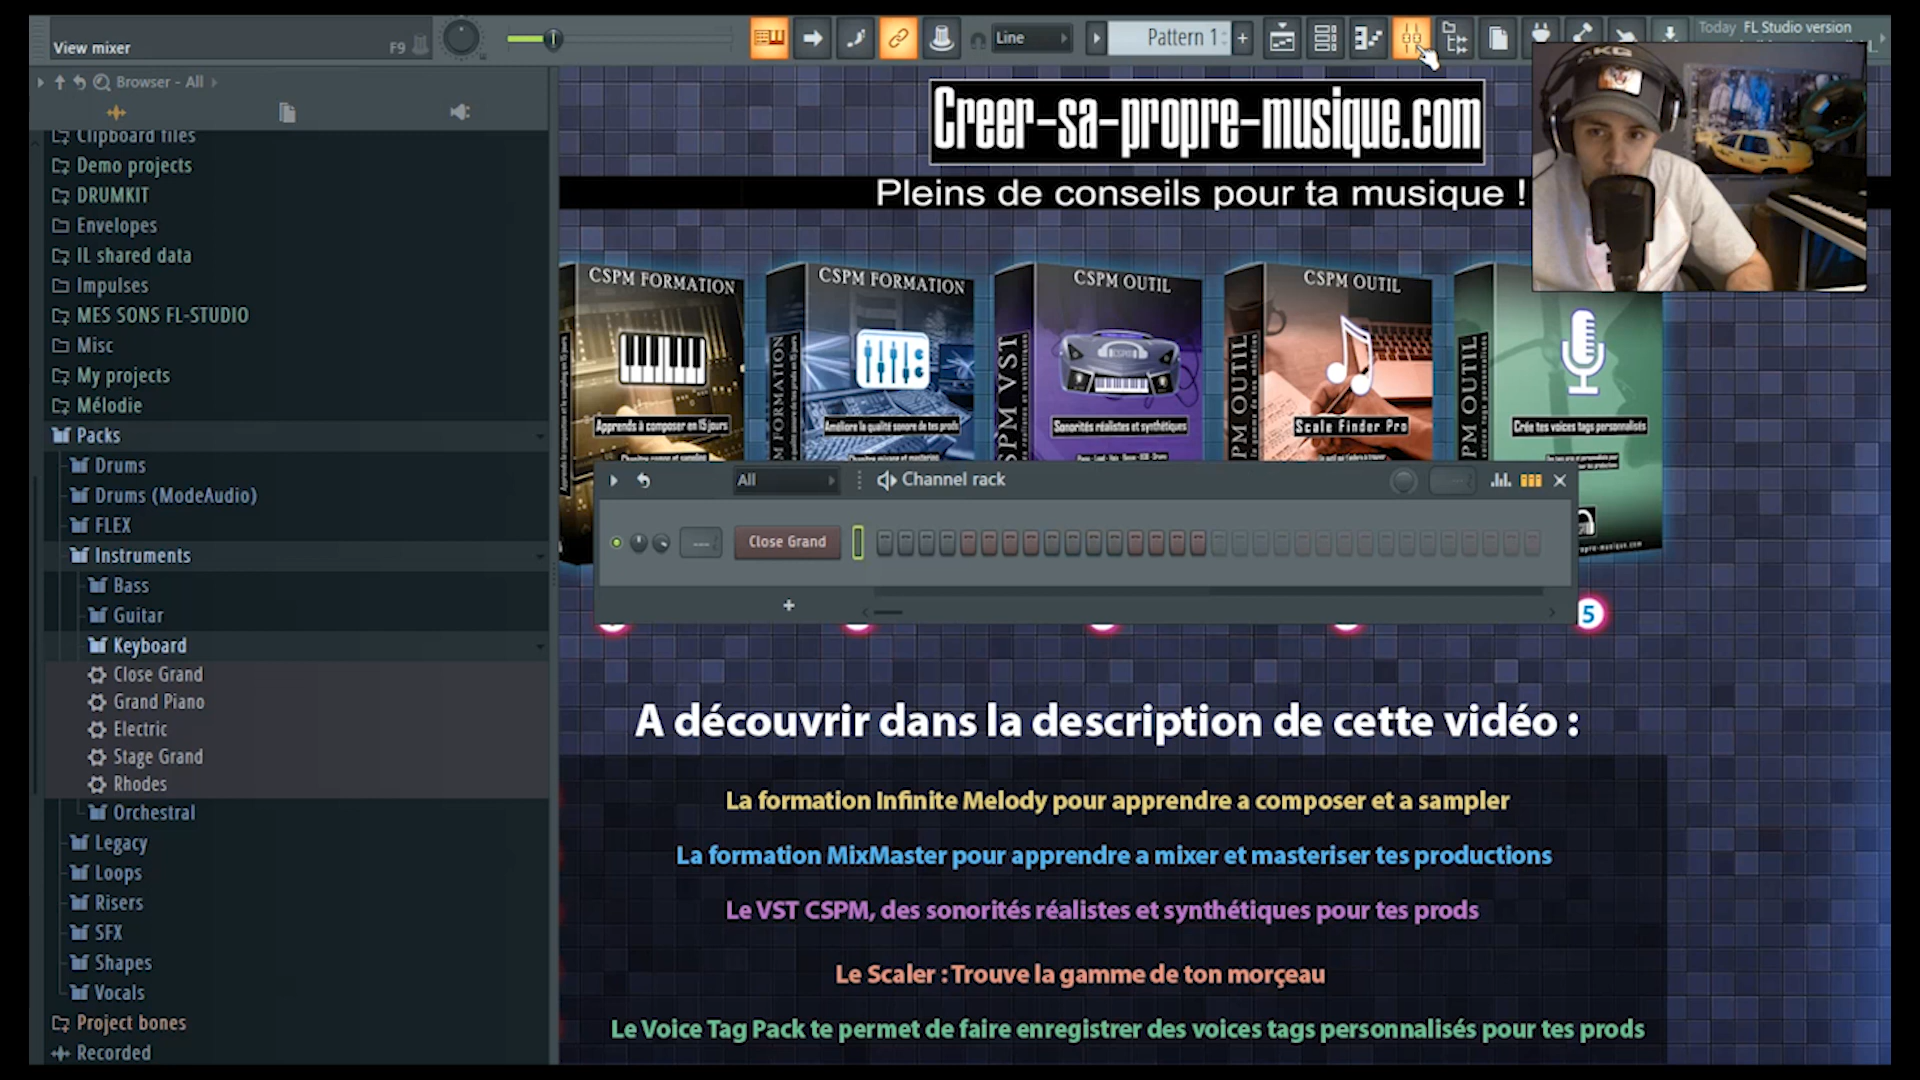 View mixer
F9
Line
Pattern 1
+
Today FL Studio version
Browser - All
Clipboard files
Demo projects
DRUMKIT
Envelopes
IL shared data
Impulses
MES SONS FL-STUDIO
Misc
My projects
Mélodie
Packs
Drums
Drums (ModeAudio)
FLEX
Instruments
Bass
Guitar
Keyboard
Close Grand
Grand Piano
Electric
Stage Grand
Rhodes
Orchestral
Legacy
Loops
Risers
SFX
Shapes
Vocals
Project bones
Recorded
Creer-sa-propre-musique.com
Pleins de conseils pour ta musique !
CSPM FORMATION
Apprends à composer en 15 jours
CSPM FORMATION
FORMATION
Améliore la qualité sonore de tes prods
CSPM OUTIL
CSPM VST
Sonorités réalistes et synthétiques
CSPM OUTIL
PM OUTIL
Scale Finder Pro
PM OUTIL
Crée tes voices tags personnalisés
All
Channel rack
Close Grand
+
5
A découvrir dans la description de cette vidéo :
La formation Infinite Melody pour apprendre a composer et a sampler
La formation MixMaster pour apprendre a mixer et masteriser tes productions
Le VST CSPM, des sonorités réalistes et synthétiques pour tes prods
Le Scaler : Trouve la gamme de ton morçeau
Le Voice Tag Pack te permet de faire enregistrer des voices tags personnalisés pour tes prods